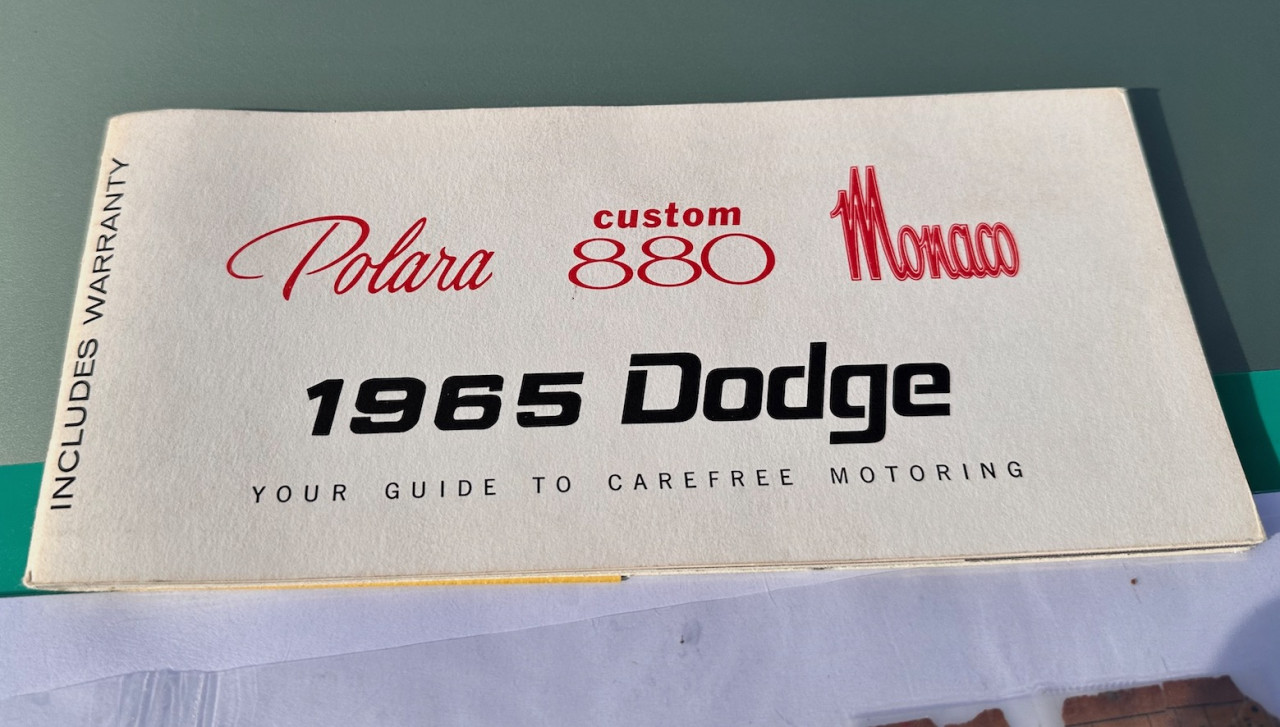 INCLUDES WARRANTY
Polara custom 880 Monaco
1965 Dodge
YOUR GUIDE TO CAREFREE MOTORING